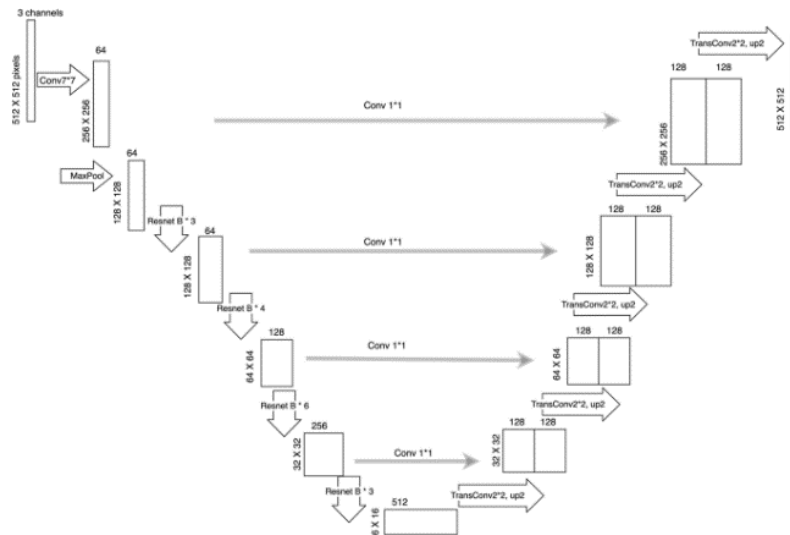 3 channels
512 X 512 pixels
Conv7*7
64
256 X 256
Conv 1*1
128 128
256 X 256
TransConv2*2, up2
512 X 512
MaxPool
64
128 X 128
Resnet B * 3
TransConv2*2, up2
64
128 X 128
Conv 1*1
128 128
128 X 128
Resnet B * 4
TransConv2*2, up2
128
64 X 64
Conv 1*1
128 128
64 X 64
Resnet B * 6
TransConv2*2, up2
256
32 X 32
Conv 1*1
128 128
32 X 32
Resnet B * 3
TransConv2*2, up2
512
6 X 16